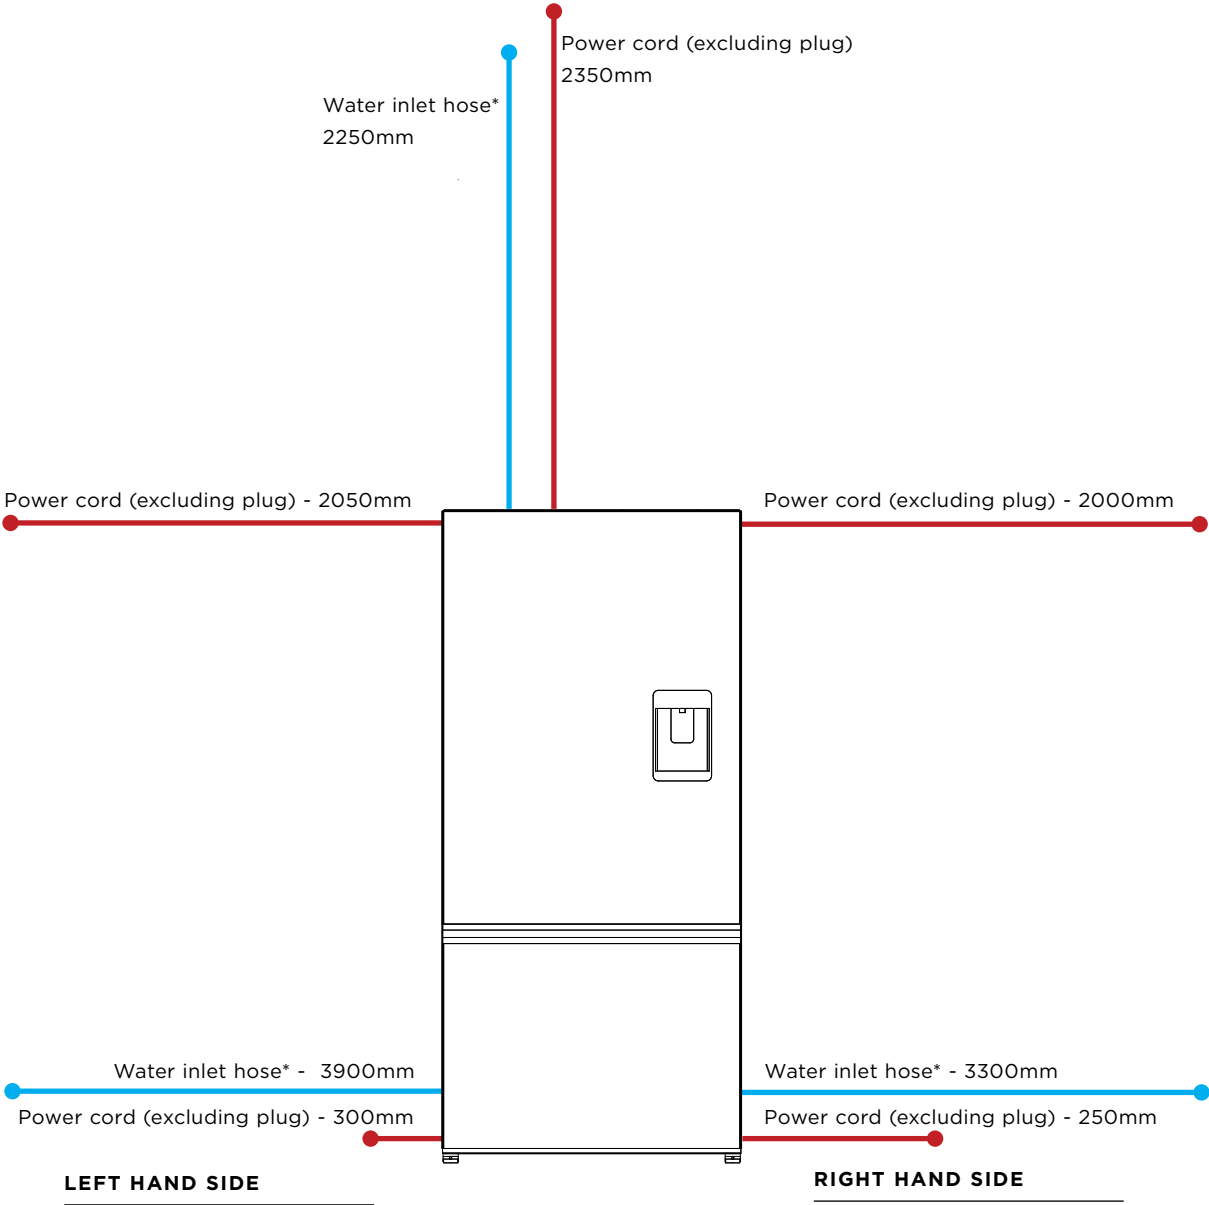 Power cord (excluding plug)
2350mm
Water inlet hose*
2250mm
Power cord (excluding plug) - 2050mm
Power cord (excluding plug) - 2000mm
Water inlet hose* - 3900mm
Water inlet hose* - 3300mm
Power cord (excluding plug) - 300mm
Power cord (excluding plug) - 250mm
LEFT HAND SIDE
RIGHT HAND SIDE